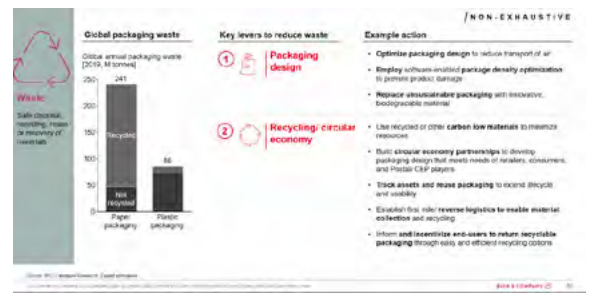 /NON-EXHAUSTIVE
Global packaging waste
Key levers to reduce waste
Example action
Waste
Safe disposal,
recycling, reuse
or recovery of
materials
Global annual packaging waste
[2019, M tonnes]
250
200
150
100
50
0
241
Recycled
Not
recycled
Paper
packaging
Plastic
packaging
1
Packaging
design
2
Recycling/ circular
economy
• Optimize packaging design to reduce transport of air
• Employ software-enabled package density optimization
to prevent product damage
• Replace unsustainable packaging with innovative,
biodegradable material
• Use recycled or other carbon low materials to minimize
resources
• Build circular economy partnerships to develop
packaging design that meets needs of retailers, consumers,
and Postal/ CEP players
• Track assets and reuse packaging to extend lifecycle
and usability
• Establish first mile/ reverse logistics to enable material
collection and recycling
• Inform and incentivize end-users to return recyclable
packaging through easy and efficient recycling options
BAIN & COMPANY